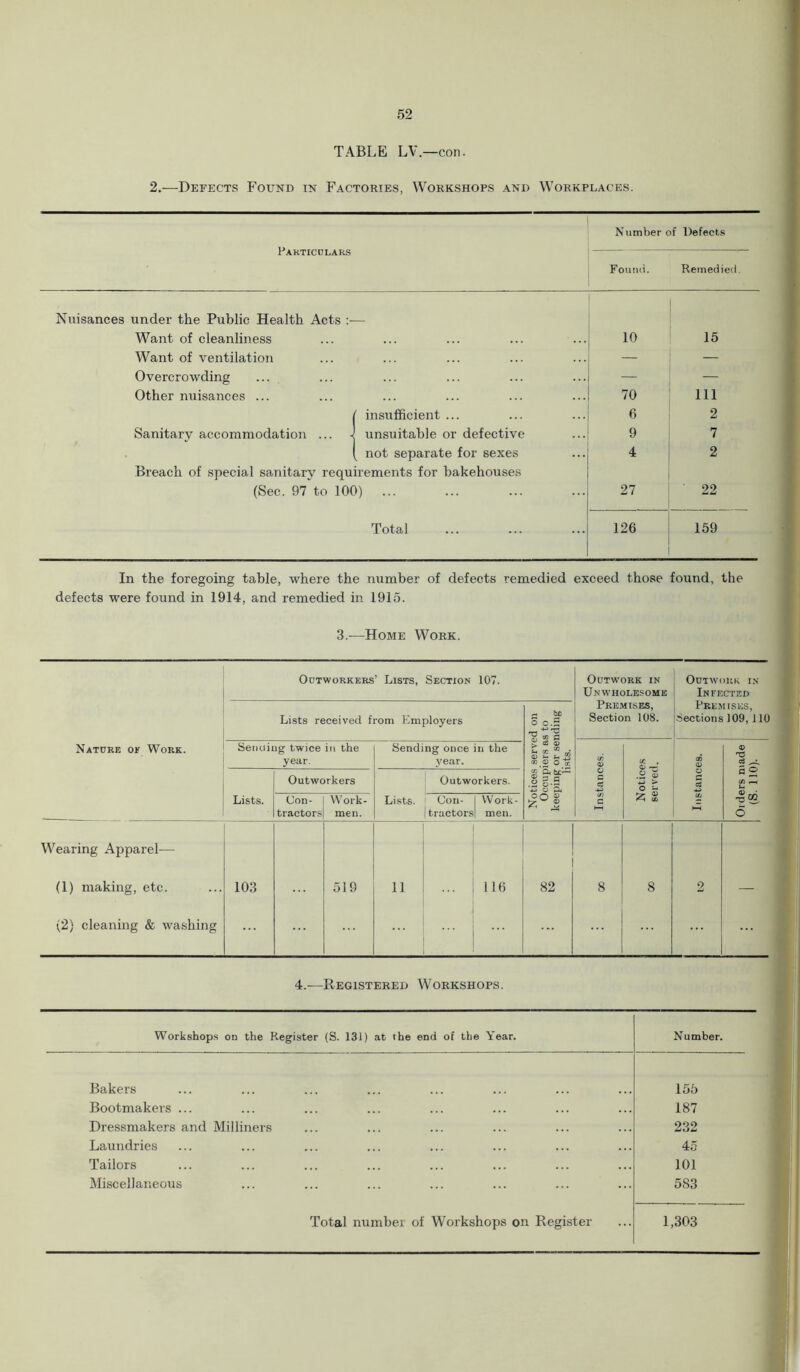 52
TABLE LV.—con.
2.—Defects Found in Factories, Workshops and Workplaces.
Particulars
Number of Defects
Found. Remedied.
Nuisances under the Public Health Acts :—
Want of cleanliness ... ... ... ... ... 10 15
Want of ventilation ... ... ... ... ... — —
Overcrowding ... ... ... ... ... ... — —
Other nuisances ... ... ... ... ... ... 70 111
Sanitary accommodation ...
insufficient ... ... ... 6 2
unsuitable or defective ... 9 7
not separate for sexes ... 4 2
Breach of special sanitary requirements for bakehouses
(Sec. 97 to 100) ... ... ... ... 27 22
Total ... ... ... 126 159
In the foregoing table, where the number of defects remedied exceed those found, the
defects were found in 1914, and remedied in 1915.
3.—Home Work.
Nature of Work.
Outworkers' Lists, Section 107.
Lists received from Employers
Sending twice in the year.
Lists.
Outworkers
Contractors
Workmen.
Sending once in the year.
Lists.
Outworkers.
Contractors
Workmen.
Notices served on Occupiers as to keeping or sending lists.
Outwork in Unwholesome Premises, Section 108.
Instances.
Notices served.
Outwork in Infected Premises, Sections 109, 110
Instances.
Orders made (S. 110).
Wearing Apparel—
(1) making, etc. ... 103 ... 519 11 ... 116 82 8 8 2 —
(2) cleaning & washing ... ... ... ... ... ... ... ... ... ... ...
4.—Registered Workshops.
Workshops on the Register (S. 131) at the end of the Year. Number.
Bakers ... ... ... ... ... ... ... ... 155
Bootmakers ... ... ... ... ... ... ... ... 187
Dressmakers and Milliners ... ... ... ... ... ... 232
Laundries ... ... ... ... ... ... ... ... 45
Tailors ... ... ... ... ... ... ... ... 101
Miscellaneous ... ... ... ... ... ... ... 583
Total number of Workshops on Register ... 1,303